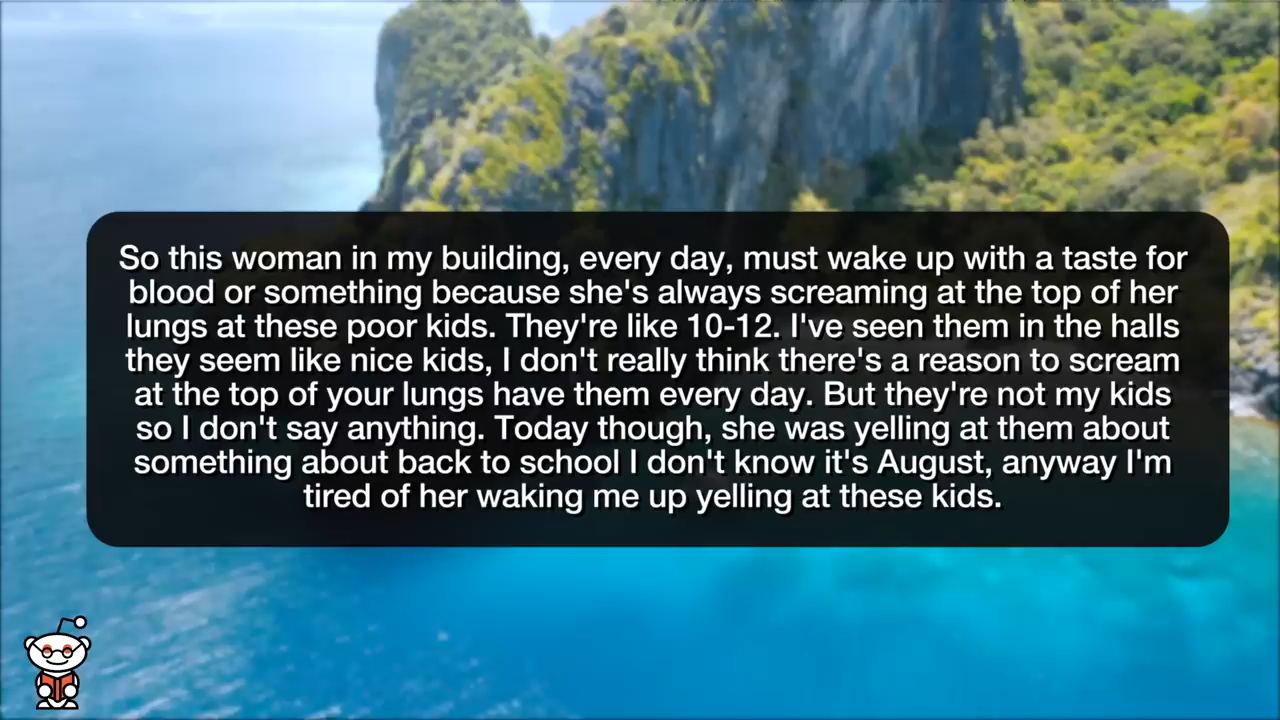 So this woman in my building, every day, must wake up with a taste for
blood or something because she's always screaming at the top of her
lungs at these poor kids. They're like 10-12. I've seen them in the halls
they seem like nice kids, I don't really think there's a reason to scream
at the top of your lungs have them every day. But they're not my kids
so I don't say anything. Today though, she was yelling at them about
something about back to school I don't know it's August, anyway I'm
tired of her waking me up yelling at these kids.